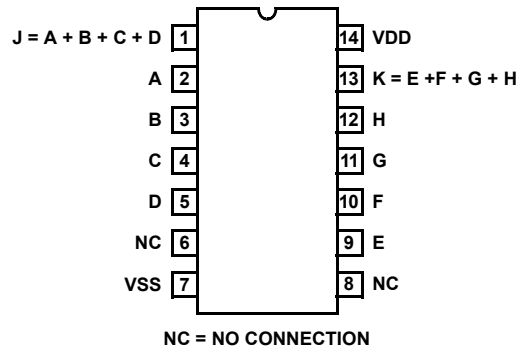 J = A + B + C + D 1
14 VDD
A 2
13 K = E +F + G + H
B 3
12 H
C 4
11 G
D 5
10 F
NC 6
9 E
VSS 7
8 NC
NC = NO CONNECTION